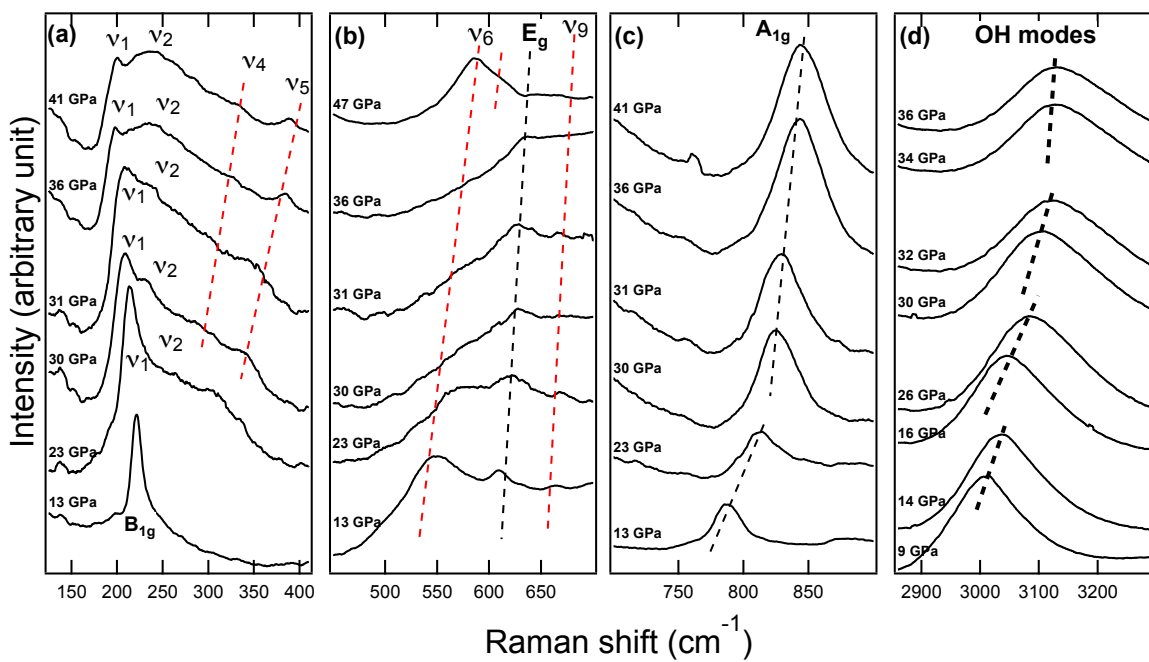 Intensity (arbitrary unit)
(a)
ν1
ν2
ν4
ν5
41 GPa
ν1
ν2
36 GPa
ν2
ν1
31 GPa
ν1
ν2
30 GPa
ν2
ν1
23 GPa
13 GPa
B1g
150 200 250 300 350 400
(b)
ν6
Eg
ν9
47 GPa
36 GPa
31 GPa
30 GPa
23 GPa
13 GPa
500 550 600 650
(c)
A1g
41 GPa
36 GPa
31 GPa
30 GPa
23 GPa
13 GPa
750 800 850
(d)
OH modes
36 GPa
34 GPa
32 GPa
30 GPa
26 GPa
16 GPa
14 GPa
9 GPa
2900 3000 3100 3200
Raman shift (cm-1)